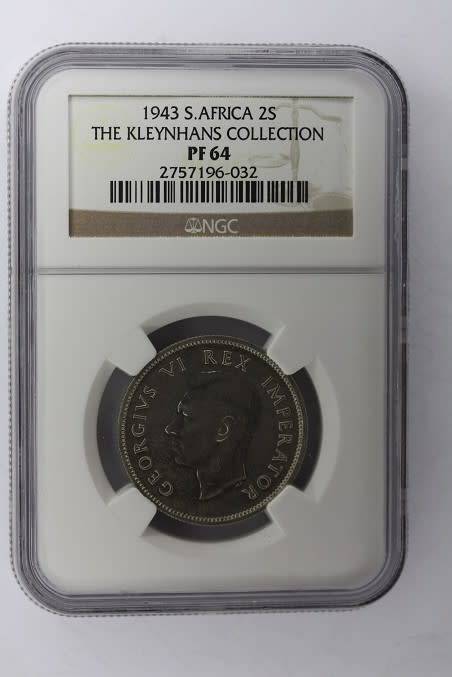 1943 S.AFRICA 2S
THE KLEYNHANS COLLECTION
PF 64
2757196-032
NGC
GEORGIVS VI REX IMPERATOR